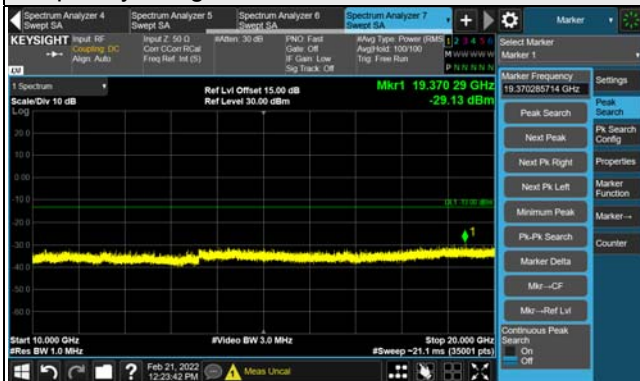 Spectrum Analyzer 4
Swept SA
Spectrum Analyzer 5
Swept SA
Spectrum Analyzer 6
Swept SA
Spectrum Analyzer 7
Swept SA
Marker
KEYSIGHT
Input: RF
Coupling: DC
Align: Auto
Input Z: 50 Ω
Corr CCorr RCal
Freq Ref: Int (S)
#Atten: 30 dB
PNO: Fast
Gate: Off
IF Gain: Low
Sig Track: Off
#Avg Type: Power (RMS
Avg|Hold: 100/100
Trig: Free Run
1 2 3 4 5 6
M W W W W W
P N N N N N
Select Marker
Marker 1
1 Spectrum
Scale/Div 10 dB
Log
Ref Lvl Offset 15.00 dB
Ref Level 30.00 dBm
Mkr1 19.370 29 GHz
-29.13 dBm
Marker Frequency
19.370285714 GHz
Settings
Peak Search
Next Peak
Next Pk Right
Next Pk Left
Minimum Peak
Pk-Pk Search
Marker Delta
Mkr→CF
Mkr→Ref Lvl
Continuous Peak
Search
On
Off
Peak
Search
Pk Search
Config
Properties
Marker
Function
Marker→
Counter
20.0
10.0
0.00
-10.0
-20.0
-30.0
-40.0
-50.0
-60.0
1
Start 10.000 GHz
#Res BW 1.0 MHz
#Video BW 3.0 MHz
Stop 20.000 GHz
#Sweep ~21.1 ms (35001 pts)
Feb 21, 2022
12:23:42 PM
Meas Uncal